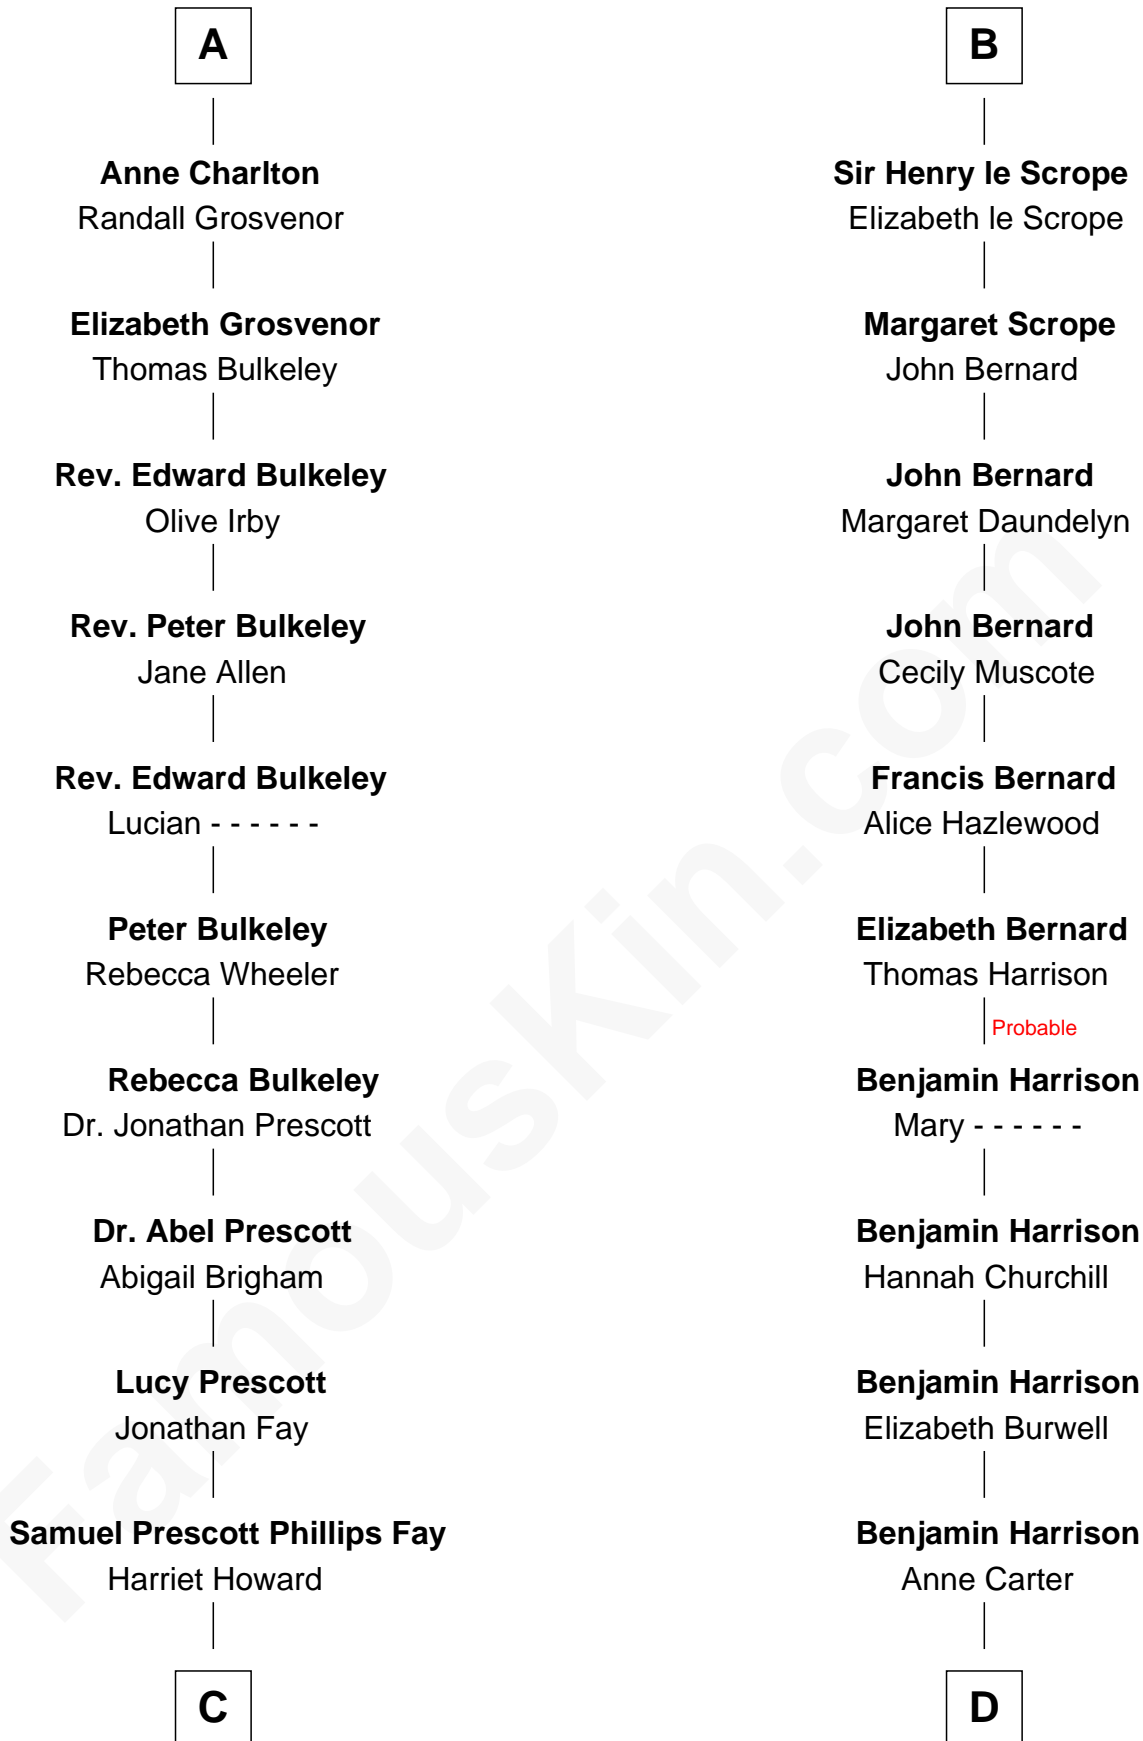 A
Anne Charlton
Randall Grosvenor
Elizabeth Grosvenor
Thomas Bulkeley
Rev. Edward Bulkeley
Olive Irby
Rev. Peter Bulkeley
Jane Allen
Rev. Edward Bulkeley
Lucian - - - - - -
Peter Bulkeley
Rebecca Wheeler
Rebecca Bulkeley
Dr. Jonathan Prescott
Dr. Abel Prescott
Abigail Brigham
Lucy Prescott
Jonathan Fay
Samuel Prescott Phillips Fay
Harriet Howard
C
B
Sir Henry le Scrope
Elizabeth le Scrope
Margaret Scrope
John Bernard
John Bernard
Margaret Daundelyn
John Bernard
Cecily Muscote
Francis Bernard
Alice Hazlewood
Elizabeth Bernard
Thomas Harrison
Probable
Benjamin Harrison
Mary - - - - - -
Benjamin Harrison
Hannah Churchill
Benjamin Harrison
Elizabeth Burwell
Benjamin Harrison
Anne Carter
D
FamousKin.com